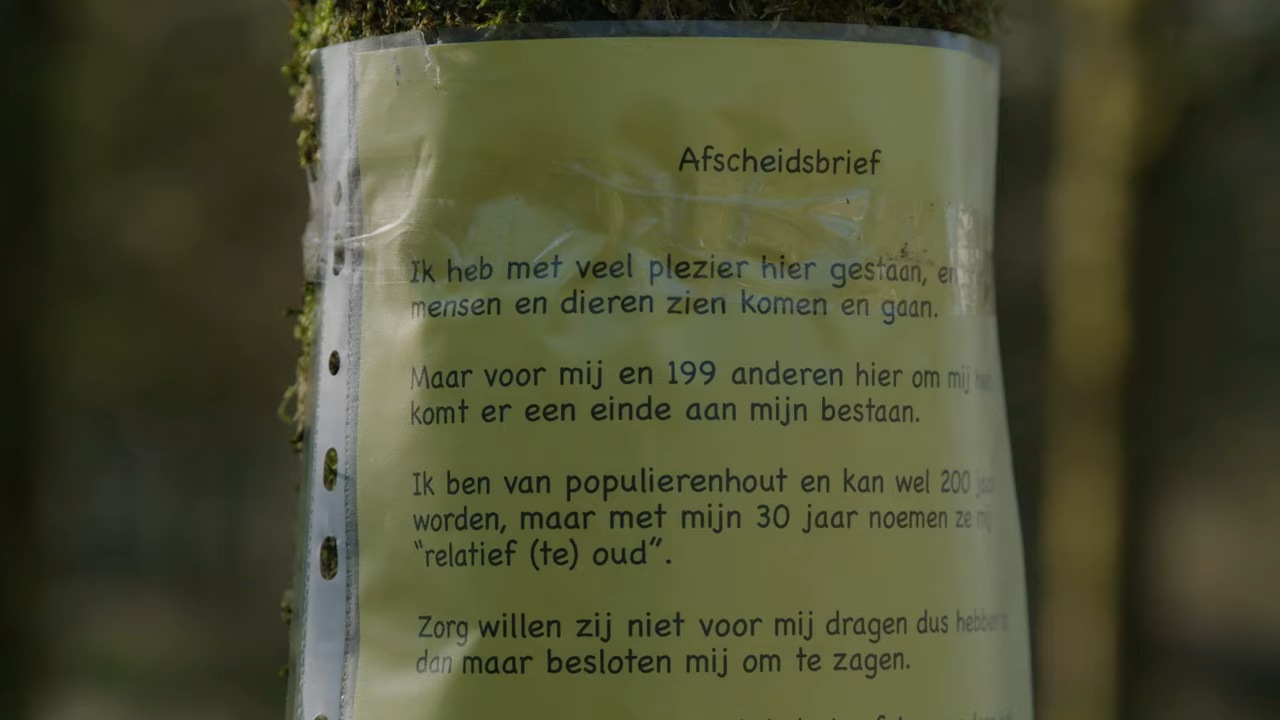 Afscheidsbrief
Ik heb met veel plezier hier gestaan, en
mensen en dieren zien komen en gaan.
Maar voor mij en 199 anderen hier om mij
komt er een einde aan mijn bestaan.
Ik ben van populierenhout en kan wel 200 jaar
worden, maar met mijn 30 jaar noemen ze mij
“relatief (te) oud”.
Zorg willen zij niet voor mij dragen dus hebben
dan maar besloten mij om te zagen.